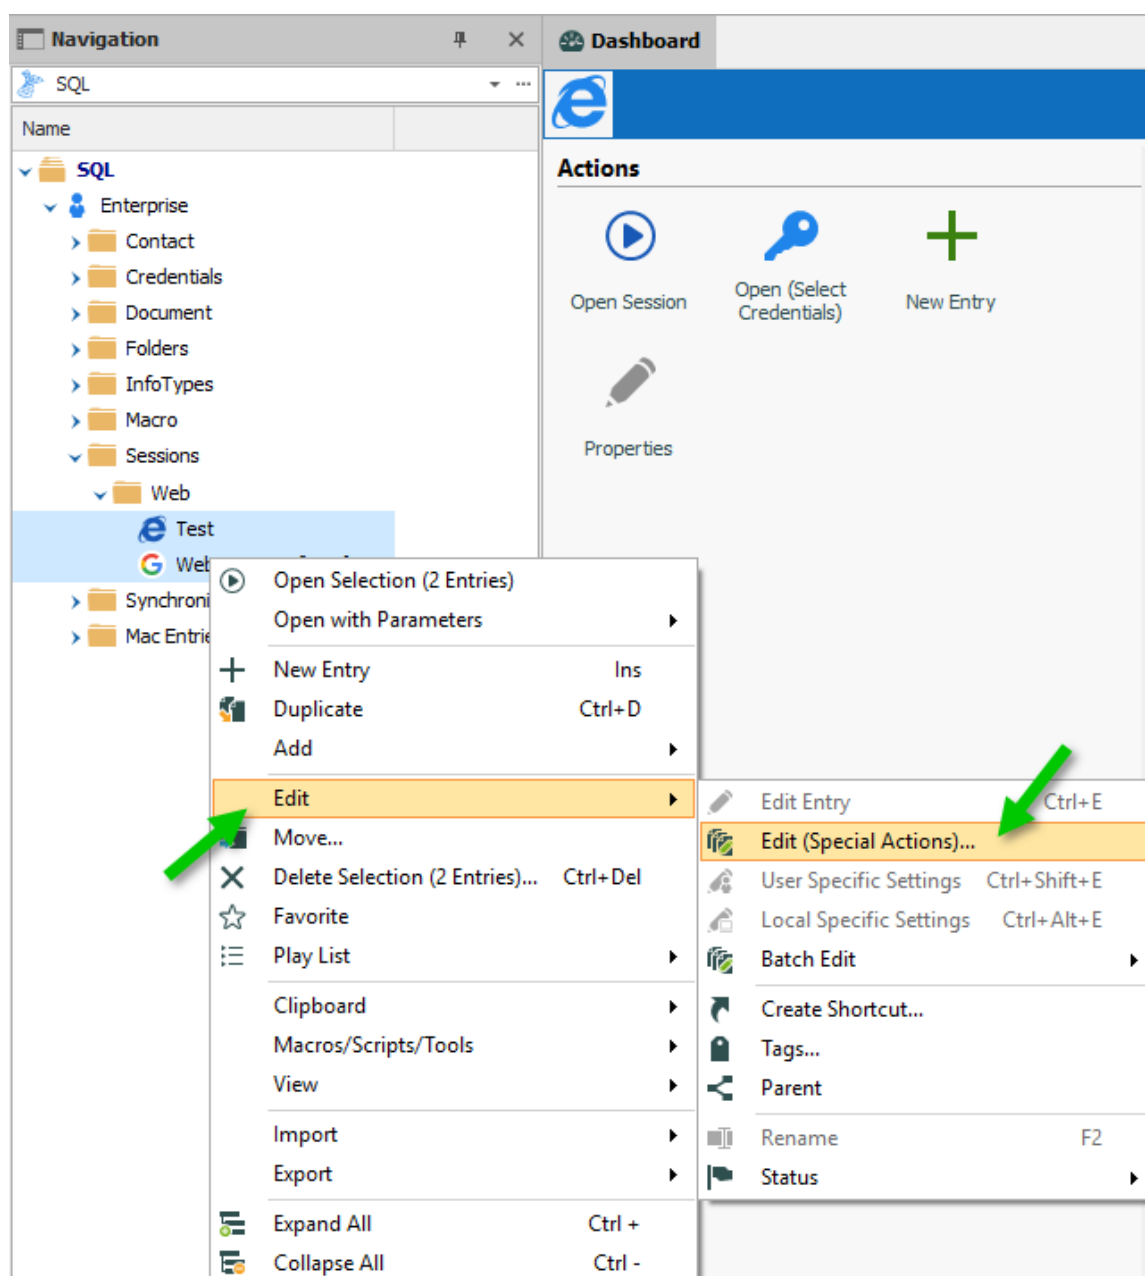 Navigation
Dashboard
SQL
Name
SQL
Enterprise
Contact
Credentials
Document
Folders
InfoTypes
Macro
Sessions
Web
Test
Synchroni
Mac Entrie
Actions
Open Session
Open (Select
Credentials)
New Entry
Properties
Open Selection (2 Entries)
Open with Parameters
New Entry Ins
Duplicate Ctrl+D
Add
Edit
Move...
Delete Selection (2 Entries)... Ctrl+Del
Favorite
Play List
Clipboard
Macros/Scripts/Tools
View
Import
Export
Expand All Ctrl +
Collapse All Ctrl -
Edit Entry Ctrl+E
Edit (Special Actions)...
User Specific Settings Ctrl+Shift+E
Local Specific Settings Ctrl+Alt+E
Batch Edit
Create Shortcut...
Tags...
Parent
Rename F2
Status